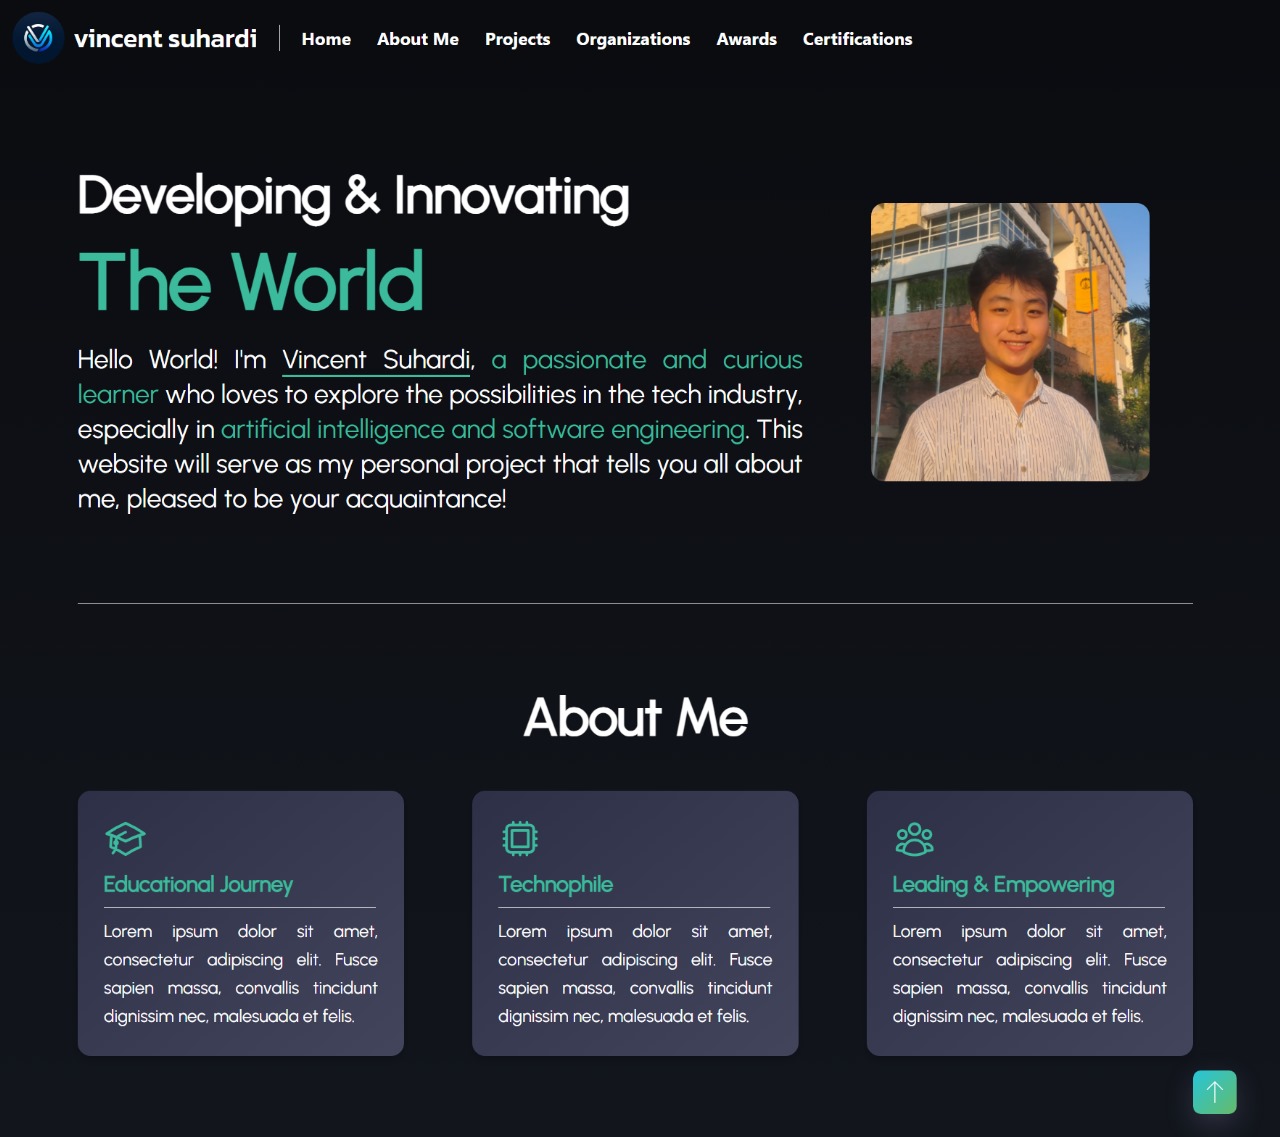 vincent suhardi
Home About Me Projects Organizations Awards Certifications
Developing & Innovating
The World
Hello World! I'm Vincent Suhardi, a passionate and curious
learner who loves to explore the possibilities in the tech industry,
especially in artificial intelligence and software engineering. This
website will serve as my personal project that tells you all about
me, pleased to be your acquaintance!
About Me
Educational Journey
Lorem ipsum dolor sit amet,
consectetur adipiscing elit. Fusce
sapien massa, convallis tincidunt
dignissim nec, malesuada et felis.
Technophile
Lorem ipsum dolor sit amet,
consectetur adipiscing elit. Fusce
sapien massa, convallis tincidunt
dignissim nec, malesuada et felis.
Leading & Empowering
Lorem ipsum dolor sit amet,
consectetur adipiscing elit. Fusce
sapien massa, convallis tincidunt
dignissim nec, malesuada et felis.